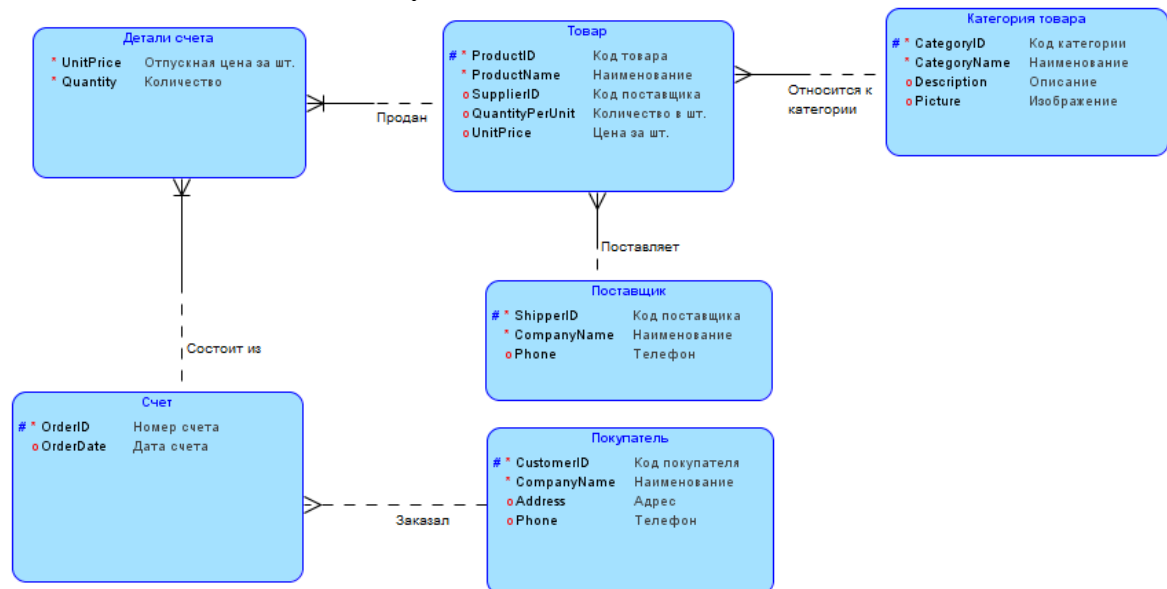 Детали счета
* UnitPrice Отпускная цена за шт.
* Quantity Количество
Товар
# * ProductID Код товара
* ProductName Наименование
o SupplierID Код поставщика
o QuantityPerUnit Количество в шт.
o UnitPrice Цена за шт.
Категория товара
# * CategoryID Код категории
* CategoryName Наименование
o Description Описание
o Picture Изображение
Продан
Относится к
категории
Поставляет
Поставщик
# * ShipperID Код поставщика
* CompanyName Наименование
o Phone Телефон
Состоит из
Счет
# * OrderID Номер счета
o OrderDate Дата счета
Заказал
Покупатель
# * CustomerID Код покупателя
* CompanyName Наименование
o Address Адрес
o Phone Телефон